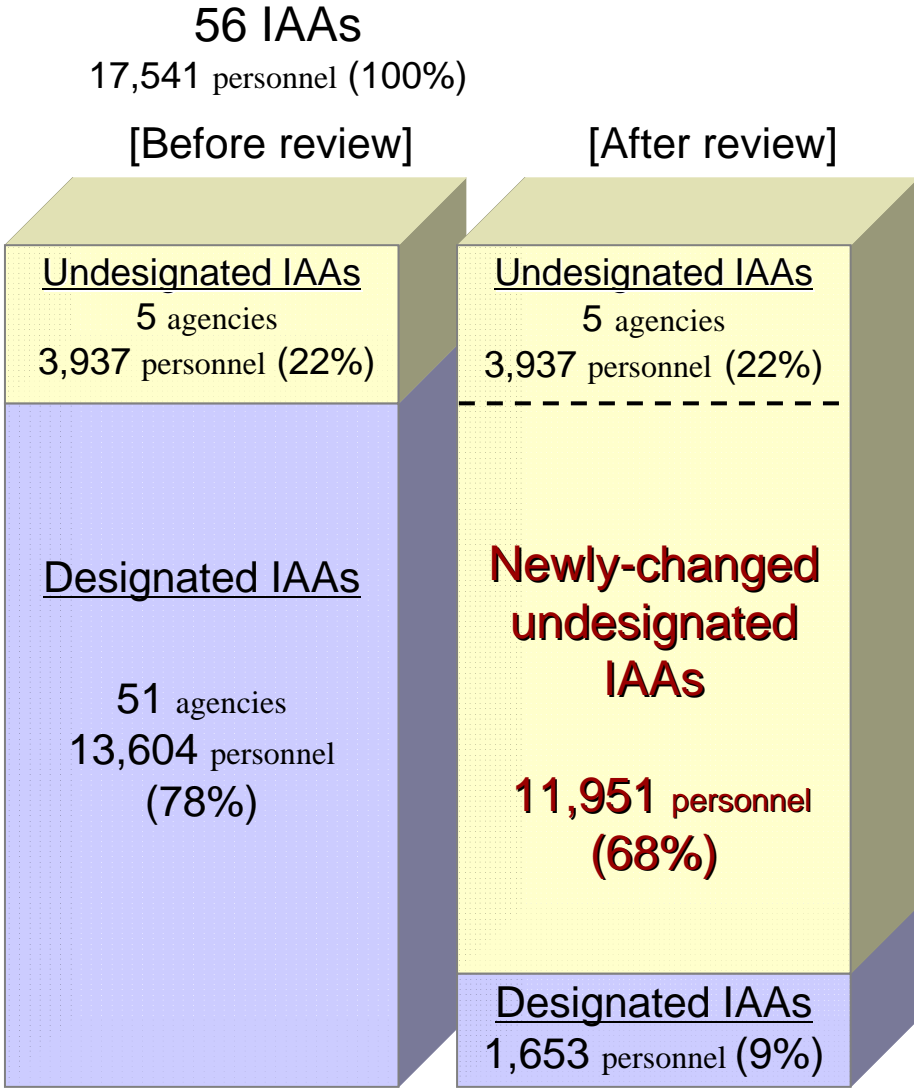 56 IAAs
17,541 personnel (100%)
[Before review]
[After review]
Undesignated IAAs
5 agencies
3,937 personnel (22%)
Designated IAAs
51 agencies
13,604 personnel
(78%)
Undesignated IAAs
5 agencies
3,937 personnel (22%)
Newly-changed
undesignated
IAAs
11,951 personnel
(68%)
Designated IAAs
1,653 personnel (9%)